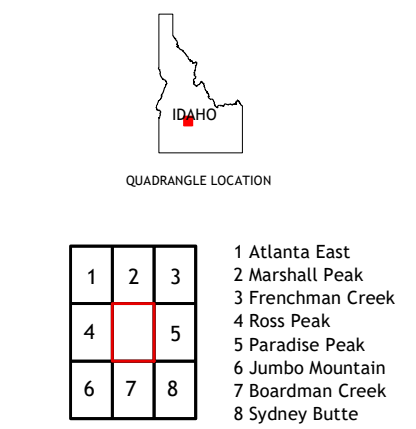 IDAHO
QUADRANGLE LOCATION
1 2 3
4 5
6 7 8
1 Atlanta East
2 Marshall Peak
3 Frenchman Creek
4 Ross Peak
5 Paradise Peak
6 Jumbo Mountain
7 Boardman Creek
8 Sydney Butte